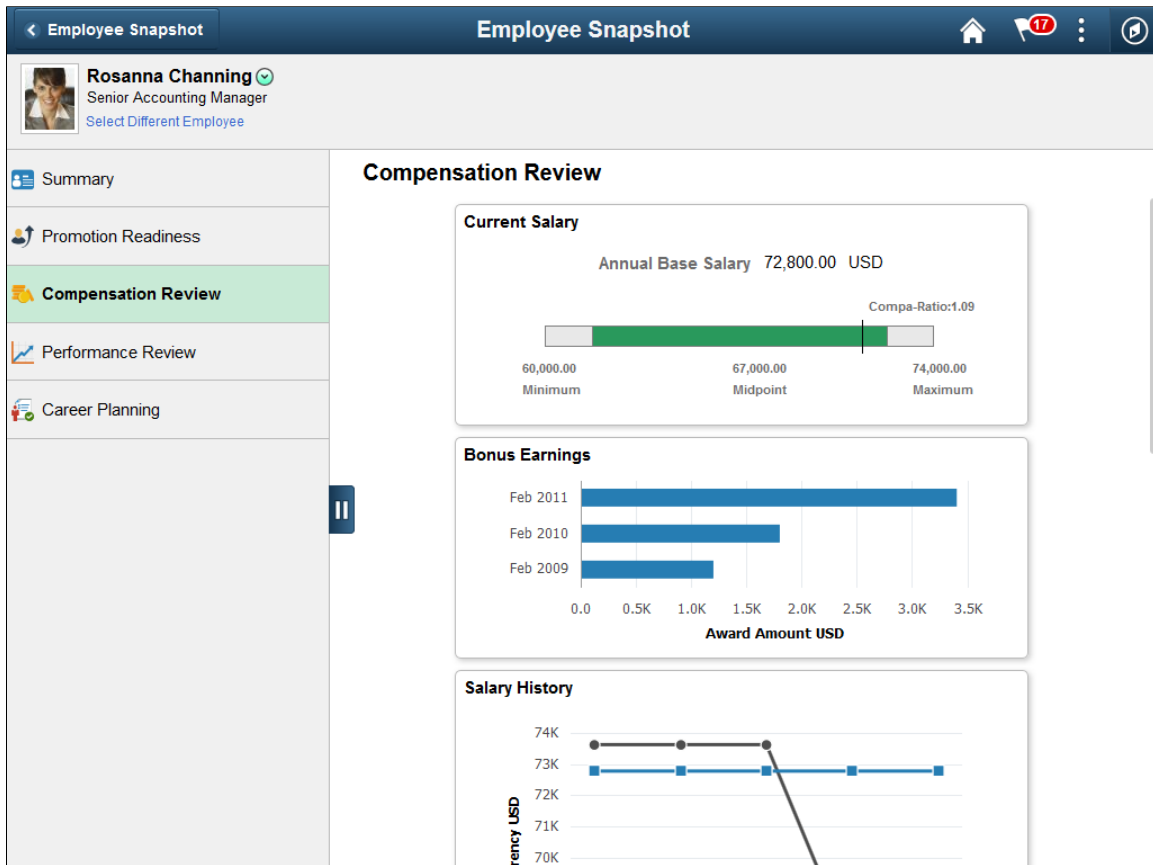 Employee Snapshot
Employee Snapshot
17
Rosanna Channing
Senior Accounting Manager
Select Different Employee
Summary
Promotion Readiness
Compensation Review
Performance Review
Career Planning
Compensation Review
Current Salary
Annual Base Salary 72,800.00 USD
Compa-Ratio:1.09
60,000.00 67,000.00 74,000.00
Minimum Midpoint Maximum
Bonus Earnings
Feb 2011
Feb 2010
Feb 2009
0.0 0.5K 1.0K 1.5K 2.0K 2.5K 3.0K 3.5K
Award Amount USD
Salary History
74K
73K
72K
71K
70K
rency USD